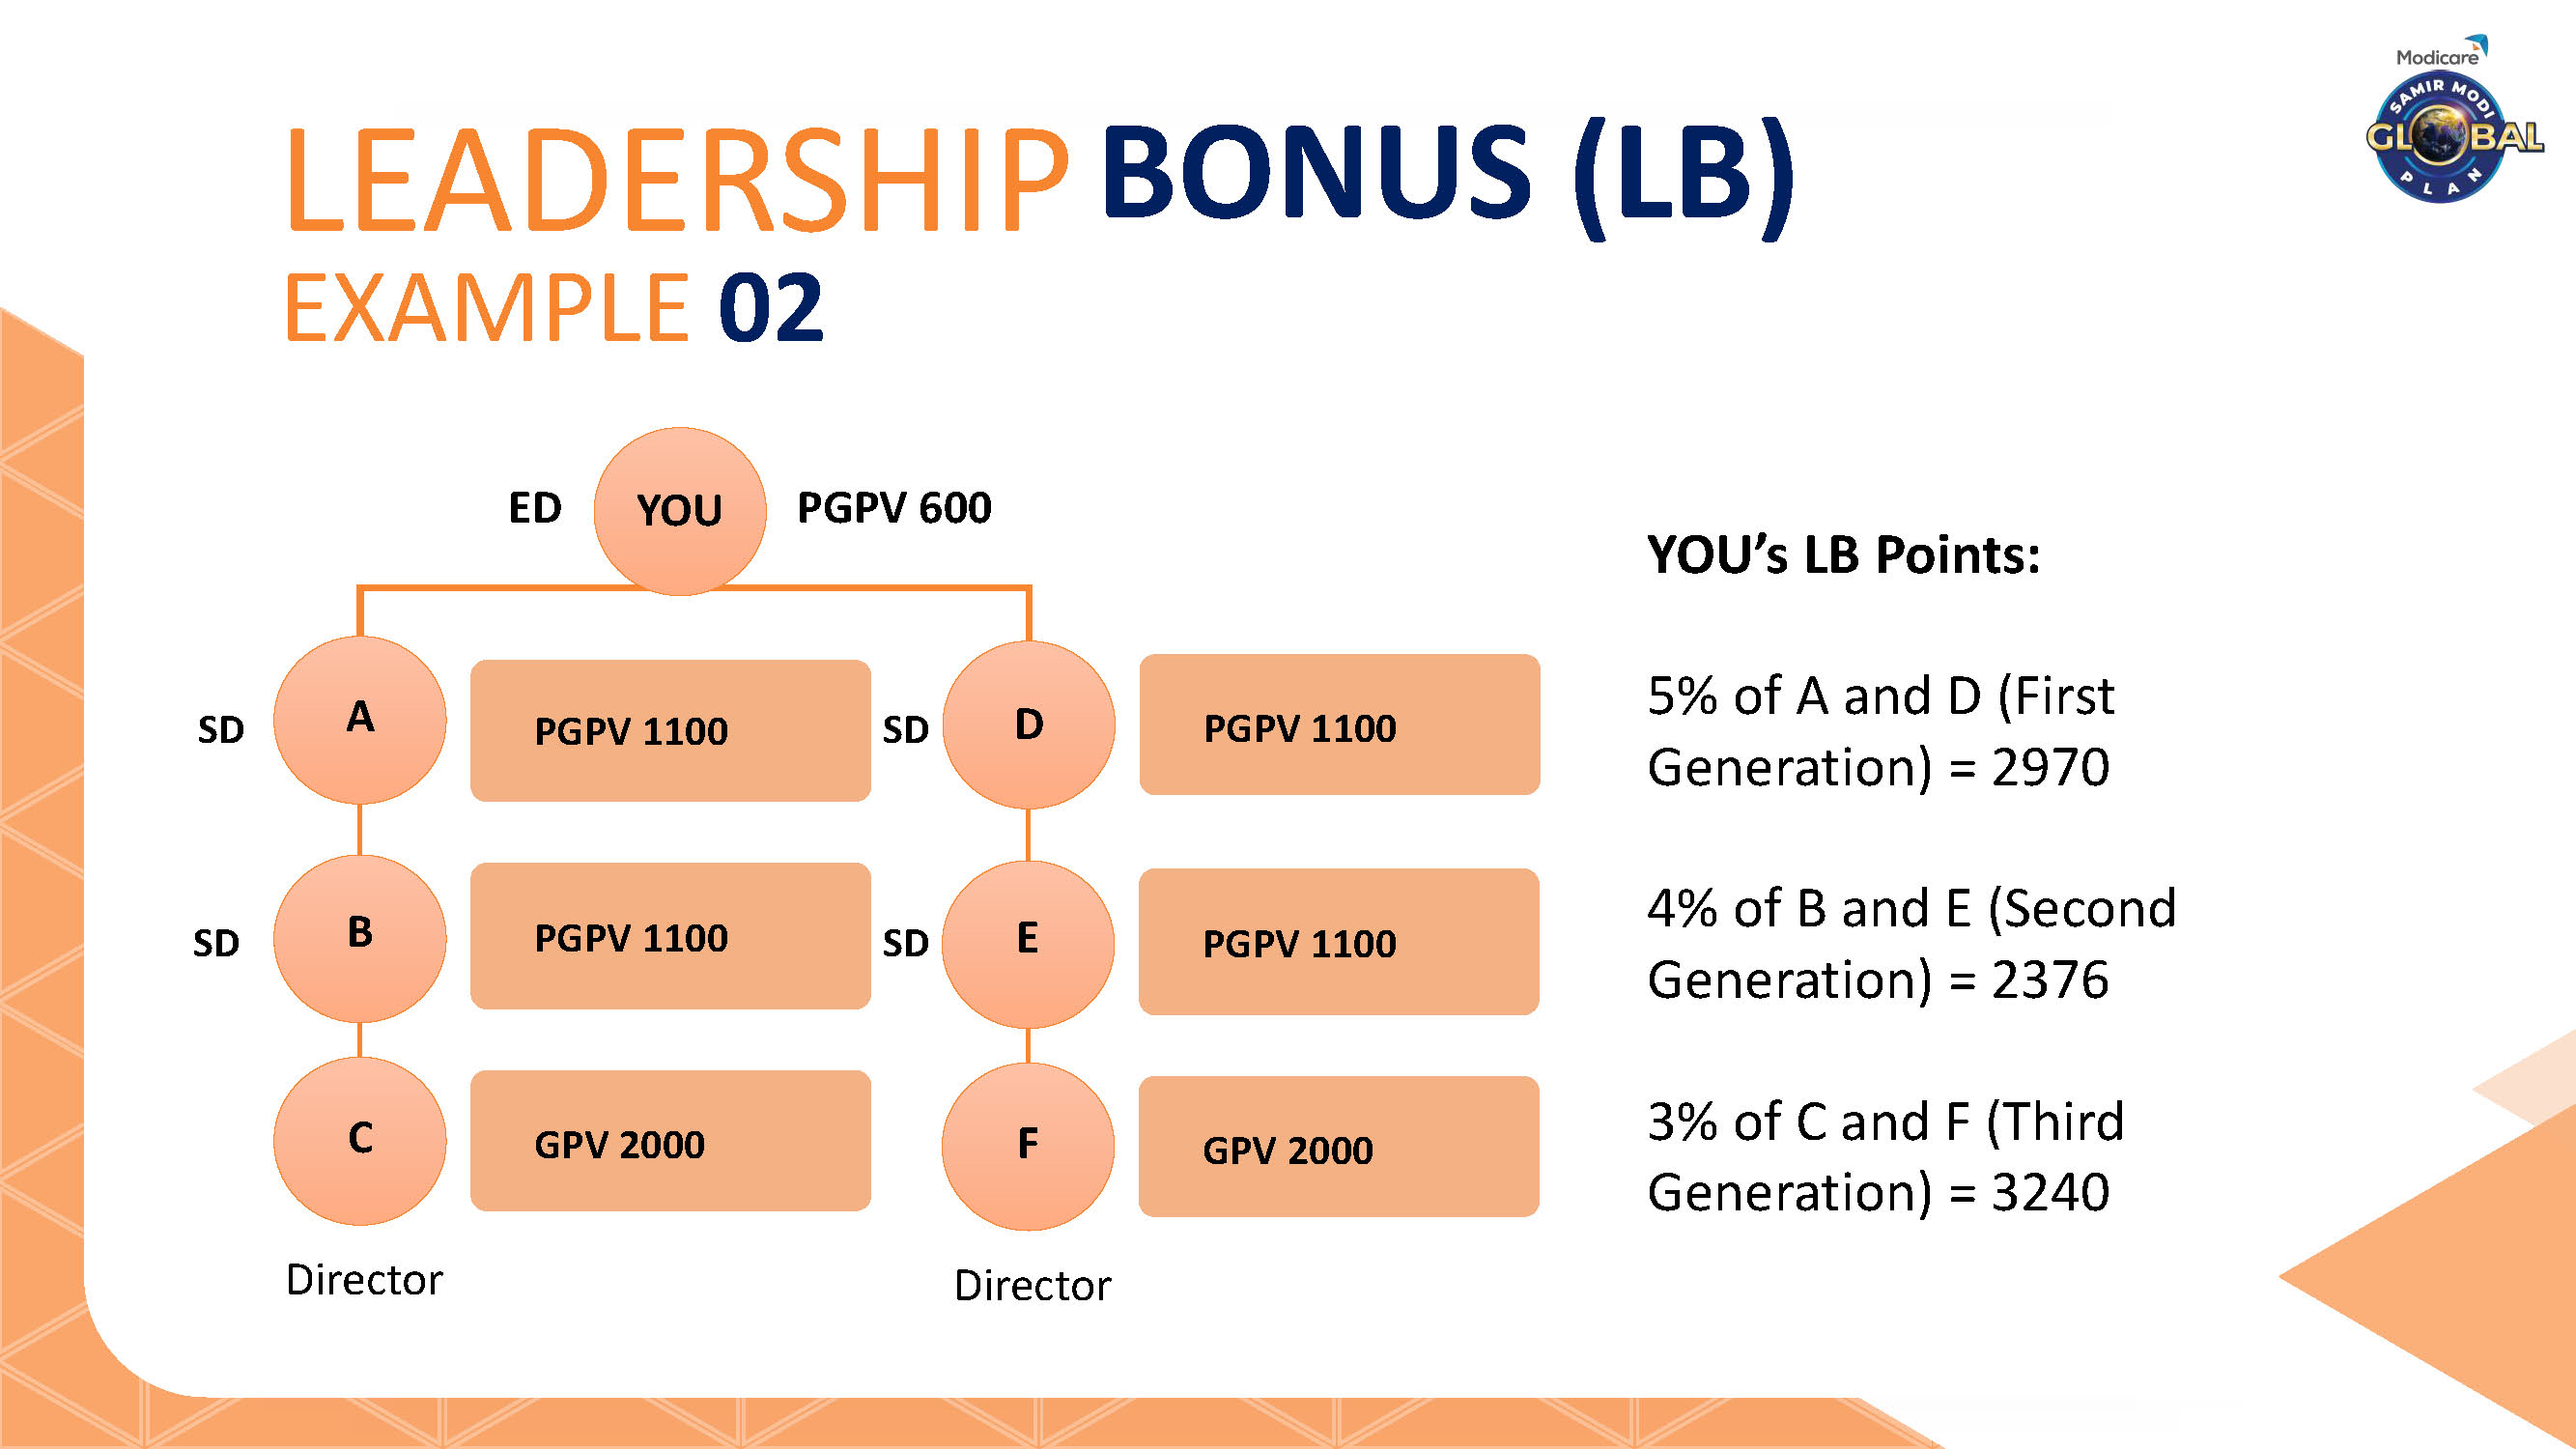 Modicare
SAMIR MODI
GLOBAL
PLAN
LEADERSHIP BONUS (LB)
EXAMPLE 02
ED YOU PGPV 600
YOU’s LB Points:
SD A PGPV 1100 SD D PGPV 1100
5% of A and D (First
Generation) = 2970
SD B PGPV 1100 SD E PGPV 1100
4% of B and E (Second
Generation) = 2376
C GPV 2000 F GPV 2000
3% of C and F (Third
Generation) = 3240
Director Director